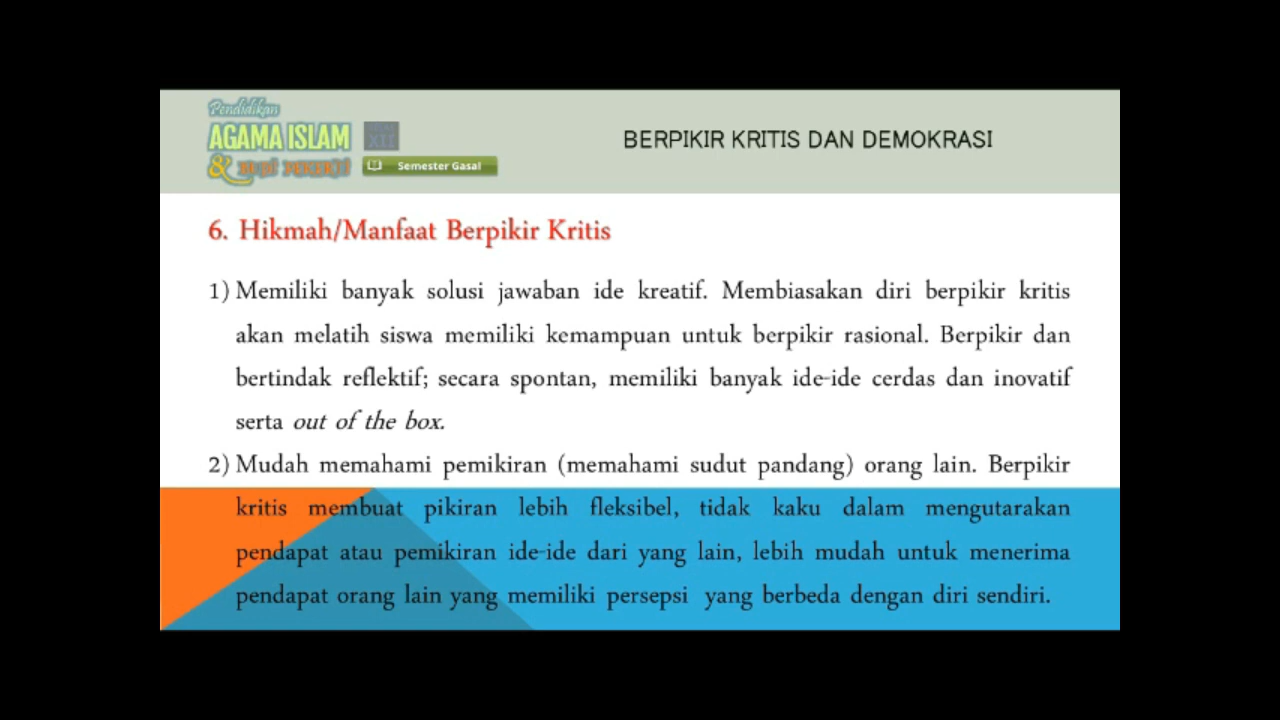 Pendidikan
AGAMA ISLAM
& BUDI PEKERTI
XII
Semester Gasal
BERPIKIR KRITIS DAN DEMOKRASI
6. Hikmah/Manfaat Berpikir Kritis
1) Memiliki banyak solusi jawaban ide kreatif. Membiasakan diri berpikir kritis
akan melatih siswa memiliki kemampuan untuk berpikir rasional. Berpikir dan
bertindak reflektif; secara spontan, memiliki banyak ide-ide cerdas dan inovatif
serta out of the box.
2) Mudah memahami pemikiran (memahami sudut pandang) orang lain. Berpikir
kritis membuat pikiran lebih fleksibel, tidak kaku dalam mengutarakan
pendapat atau pemikiran ide-ide dari yang lain, lebih mudah untuk menerima
pendapat orang lain yang memiliki persepsi yang berbeda dengan diri sendiri.